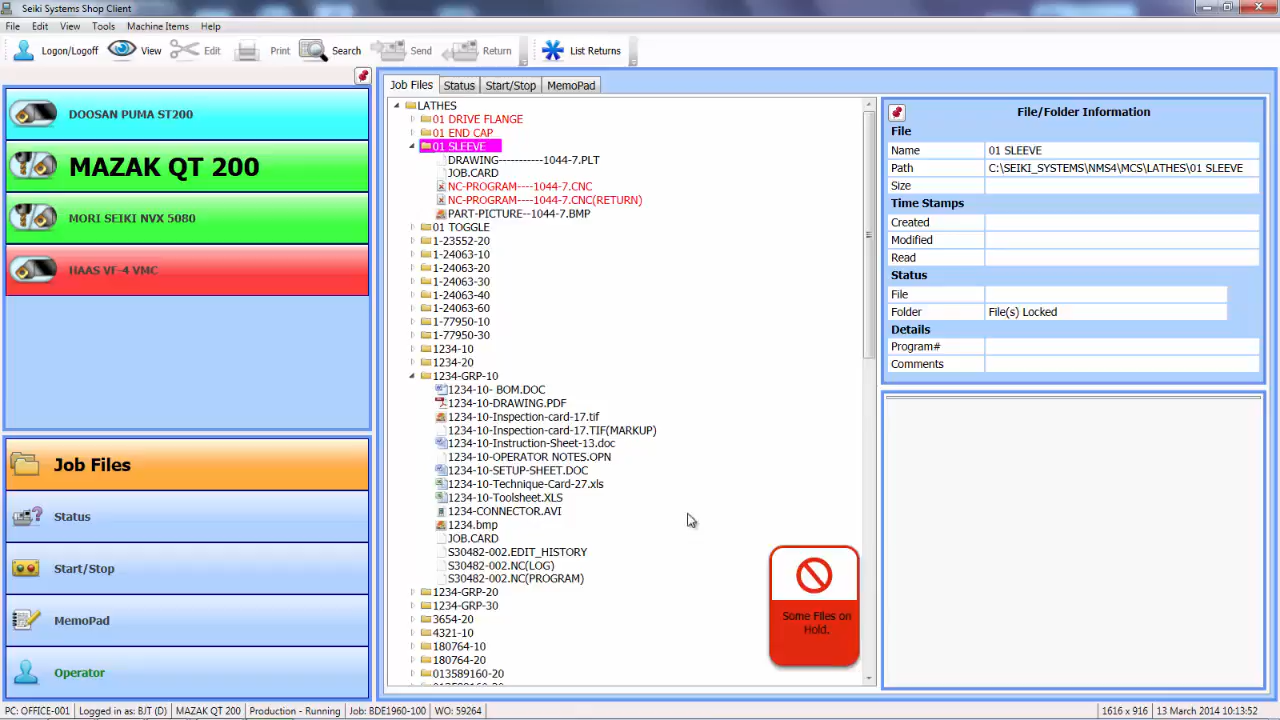 Seiki Systems Shop Client
File Edit View Tools Machine Items Help
Logon/Logoff View Edit Print Search Send Return List Returns
DOOSAN PUMA ST200
MAZAK QT 200
MORI SEIKI NVX 5080
HAAS VF-4 VMC
Job Files
Status
Start/Stop
MemoPad
Operator
Job Files Status Start/Stop MemoPad
LATHES
01 DRIVE FLANGE
01 END CAP
01 SLEEVE
DRAWING-----------1044-7.PLT
JOB.CARD
NC-PROGRAM----1044-7.CNC
NC-PROGRAM----1044-7.CNC(RETURN)
PART-PICTURE--1044-7.BMP
01 TOGGLE
1-23552-20
1-24063-10
1-24063-20
1-24063-30
1-24063-40
1-24063-60
1-77950-10
1-77950-30
1234-10
1234-20
1234-GRP-10
1234-10- BOM.DOC
1234-10-DRAWING.PDF
1234-10-Inspection-card-17.tif
1234-10-Inspection-card-17.TIF(MARKUP)
1234-10-Instruction-Sheet-13.doc
1234-10-OPERATOR NOTES.OPN
1234-10-SETUP-SHEET.DOC
1234-10-Technique-Card-27.xls
1234-10-Toolsheet.XLS
1234-CONNECTOR.AVI
1234.bmp
JOB.CARD
S30482-002.EDIT_HISTORY
S30482-002.NC(LOG)
S30482-002.NC(PROGRAM)
1234-GRP-20
1234-GRP-30
3654-20
4321-10
180764-10
180764-20
013589160-20
Some Files on
Hold.
File/Folder Information
File
Name 01 SLEEVE
Path C:\SEIKI_SYSTEMS\NMS4\MCS\LATHES\01 SLEEVE
Size
Time Stamps
Created
Modified
Read
Status
File
Folder File(s) Locked
Details
Program#
Comments
PC: OFFICE-001 Logged in as: BJT (D) MAZAK QT 200 Production - Running Job: BDE1960-100 WO: 59264 1616 x 916 13 March 2014 10:13:52